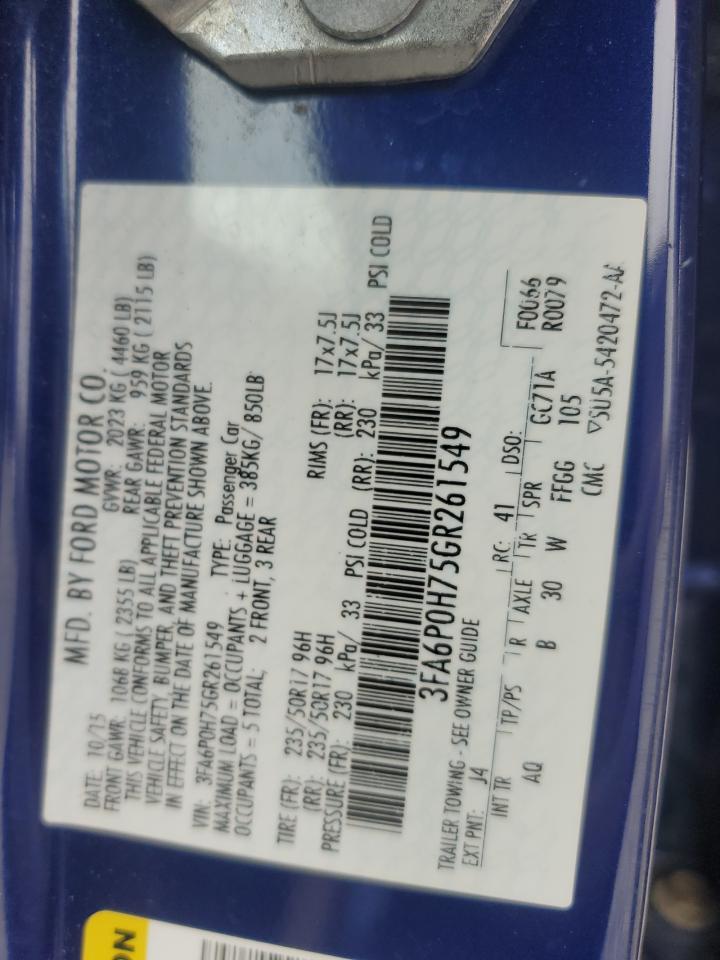 MFD. BY FORD MOTOR CO.
DATE: 10/15 GVWR: 2023 KG ( 4460 LB)
FRONT GAWR: 1068 KG ( 2355 LB) REAR GAWR: 959 KG ( 2115 LB)
THIS VEHICLE CONFORMS TO ALL APPLICABLE FEDERAL MOTOR
VEHICLE SAFETY, BUMPER, AND THEFT PREVENTION STANDARDS
IN EFFECT ON THE DATE OF MANUFACTURE SHOWN ABOVE.
VIN: 3FA6P0H75GR261549 TYPE: Passenger Car
MAXIMUM LOAD = OCCUPANTS + LUGGAGE = 385KG/ 850LB
OCCUPANTS = 5 TOTAL; 2 FRONT, 3 REAR
TIRE (FR): 235/50R17 96H RIMS (FR): 17x7.5J
(RR): 235/50R17 96H (RR): 17x7.5J
PRESSURE (FR): 230 kPa/ 33 PSI COLD (RR): 230 kPa/ 33 PSI COLD
3FA6P0H75GR261549
TRAILER TOWING - SEE OWNER GUIDE
EXT PNT: J4 RC: 41 DSO: F0066
INT TR TP/PS R AXLE TR SPR GC71A R0079
AQ B 30 W FFGG 105
CMC ▽5U5A-5420472-AA
ON